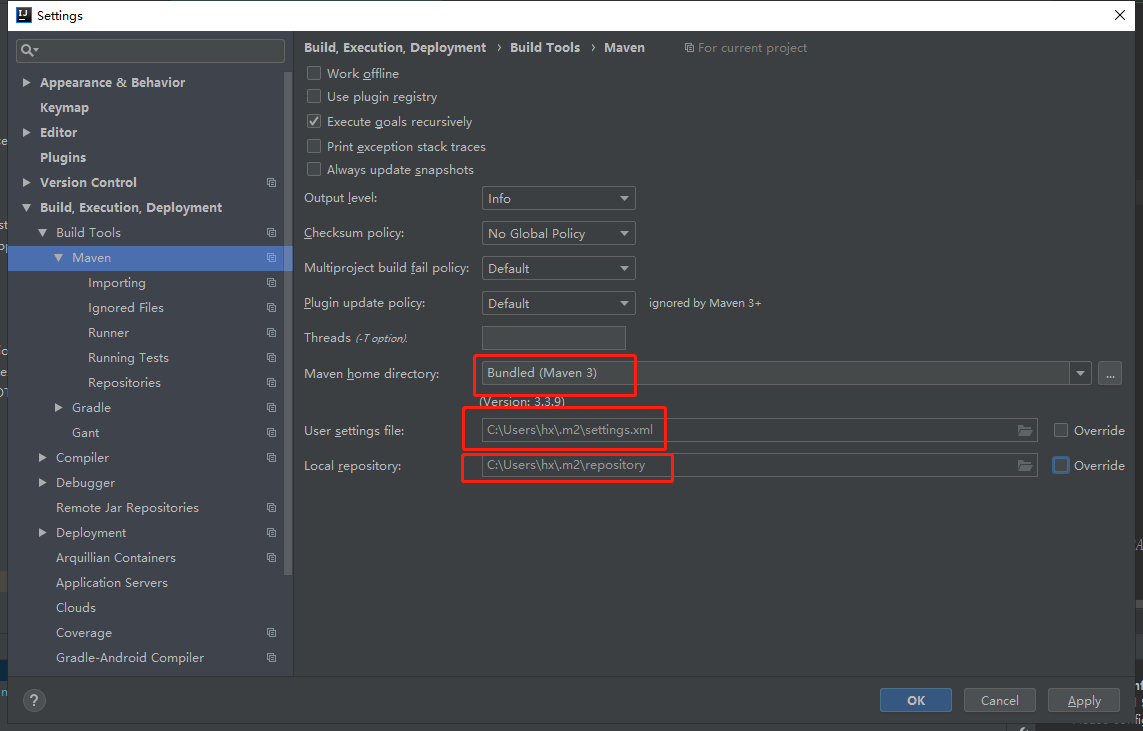 Settings
Build, Execution, Deployment › Build Tools › Maven For current project
Appearance & Behavior
Keymap
Editor
Plugins
Version Control
Build, Execution, Deployment
Build Tools
Maven
Importing
Ignored Files
Runner
Running Tests
Repositories
Gradle
Gant
Compiler
Debugger
Remote Jar Repositories
Deployment
Arquillian Containers
Application Servers
Clouds
Coverage
Gradle-Android Compiler
Work offline
Use plugin registry
Execute goals recursively
Print exception stack traces
Always update snapshots
Output level: Info
Checksum policy: No Global Policy
Multiproject build fail policy: Default
Plugin update policy: Default ignored by Maven 3+
Threads (-T option).
Maven home directory: Bundled (Maven 3) ...
(Version: 3.3.9)
User settings file: C:\Users\hx\.m2\settings.xml Override
Local repository: C:\Users\hx\.m2\repository Override
? OK Cancel Apply